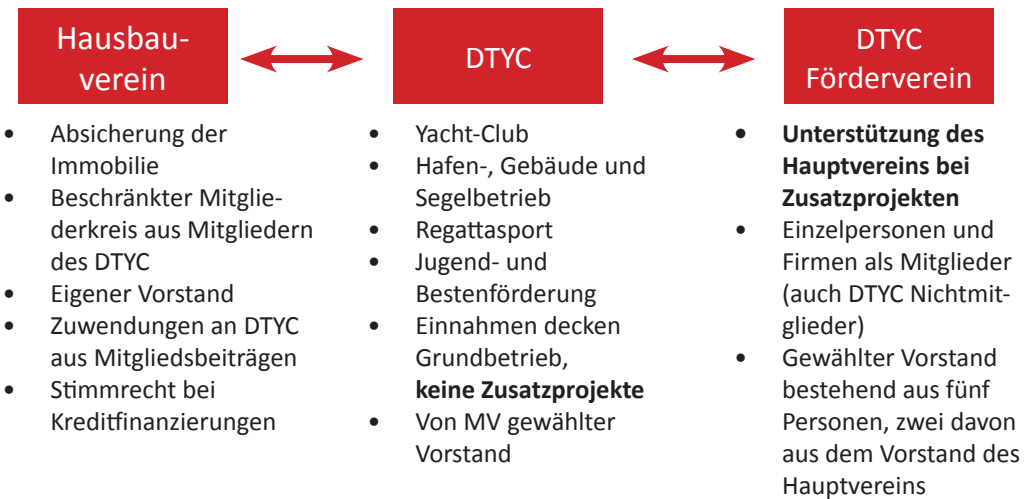 Hausbau-
verein
• Absicherung der
Immobilie
• Beschränkter Mitglie-
derkreis aus Mitgliedern
des DTYC
• Eigener Vorstand
• Zuwendungen an DTYC
aus Mitgliedsbeiträgen
• Stimmrecht bei
Kreditfinanzierungen
DTYC
• Yacht-Club
• Hafen-, Gebäude und
Segelbetrieb
• Regattasport
• Jugend- und
Bestenförderung
• Einnahmen decken
Grundbetrieb,
keine Zusatzprojekte
• Von MV gewählter
Vorstand
DTYC
Förderverein
• Unterstützung des
Hauptvereins bei
Zusatzprojekten
• Einzelpersonen und
Firmen als Mitglieder
(auch DTYC Nichtmit-
glieder)
• Gewählter Vorstand
bestehend aus fünf
Personen, zwei davon
aus dem Vorstand des
Hauptvereins